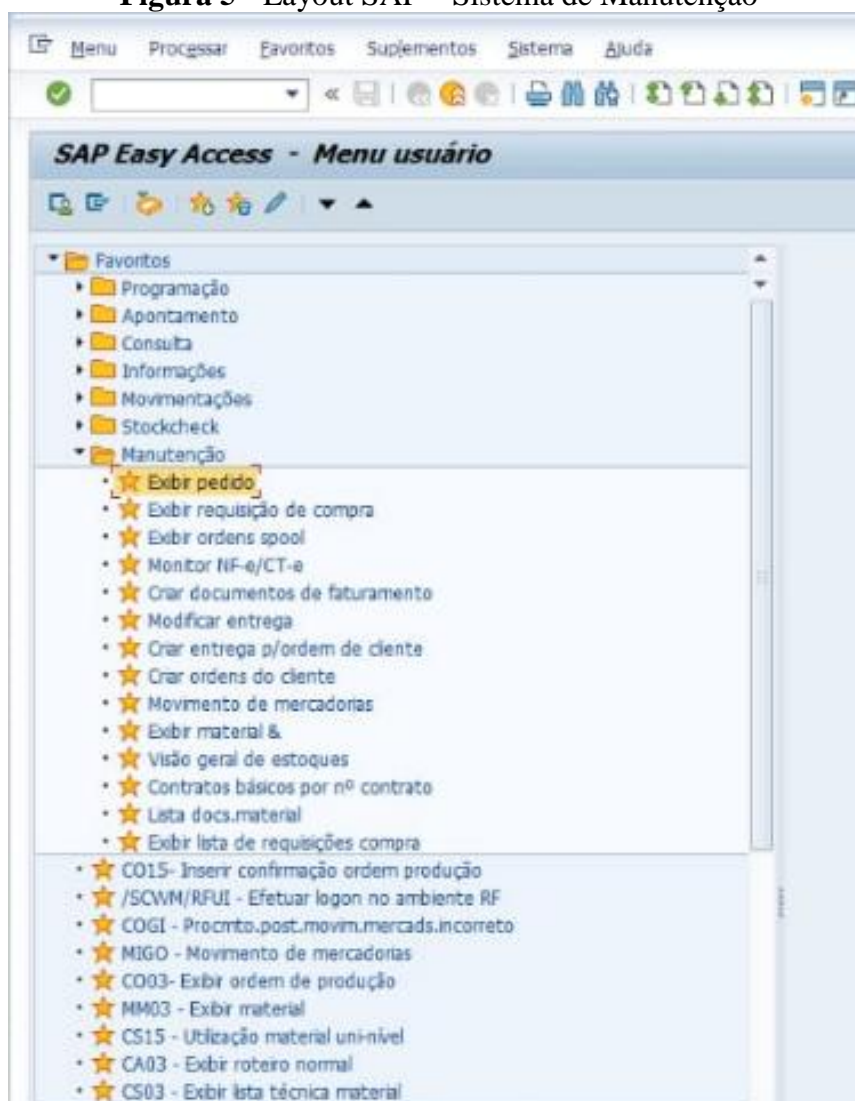 Figura 5 - Layout SAP – Sistema de Manutenção
Menu Processar Favoritos Suplementos Sistema Ajuda
SAP Easy Access - Menu usuário
Favoritos
Programação
Apontamento
Consulta
Informações
Movimentações
Stockcheck
Manutenção
Exibir pedido
Exibir requisição de compra
Exibir ordens spool
Monitor NF-e/CT-e
Criar documentos de faturamento
Modificar entrega
Criar entrega p/ordem de cliente
Criar ordens do cliente
Movimento de mercadorias
Exibir material &
Visão geral de estoques
Contratos básicos por nº contrato
Lista docs.material
Exibir lista de requisições compra
CO15- Inserir confirmação ordem produção
/SCWM/RFUI - Efetuar logon no ambiente RF
COGI - Procmto.post.movim.mercads.incorreto
MIGO - Movimento de mercadorias
CO03- Exibir ordem de produção
MM03 - Exibir material
CS15 - Utilização material uni-nível
CA03 - Exibir roteiro normal
CS03 - Exibir lista técnica material